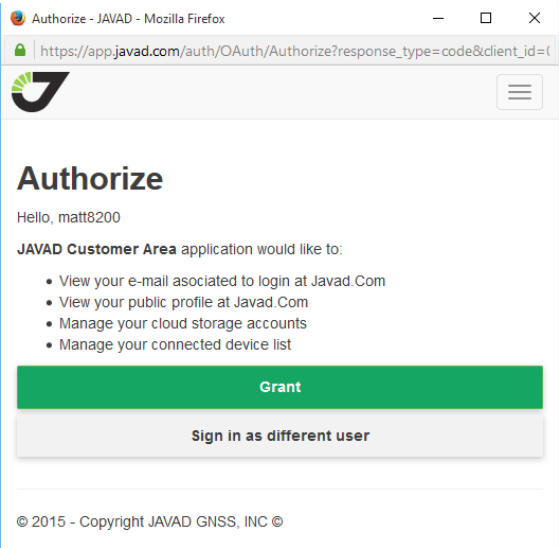 Authorize - JAVAD - Mozilla Firefox
https://app.javad.com/auth/OAuth/Authorize?response_type=code&client_id=
Authorize
Hello, matt8200
JAVAD Customer Area application would like to:
• View your e-mail asociated to login at Javad.Com
• View your public profile at Javad.Com
• Manage your cloud storage accounts
• Manage your connected device list
Grant
Sign in as different user
© 2015 - Copyright JAVAD GNSS, INC ©